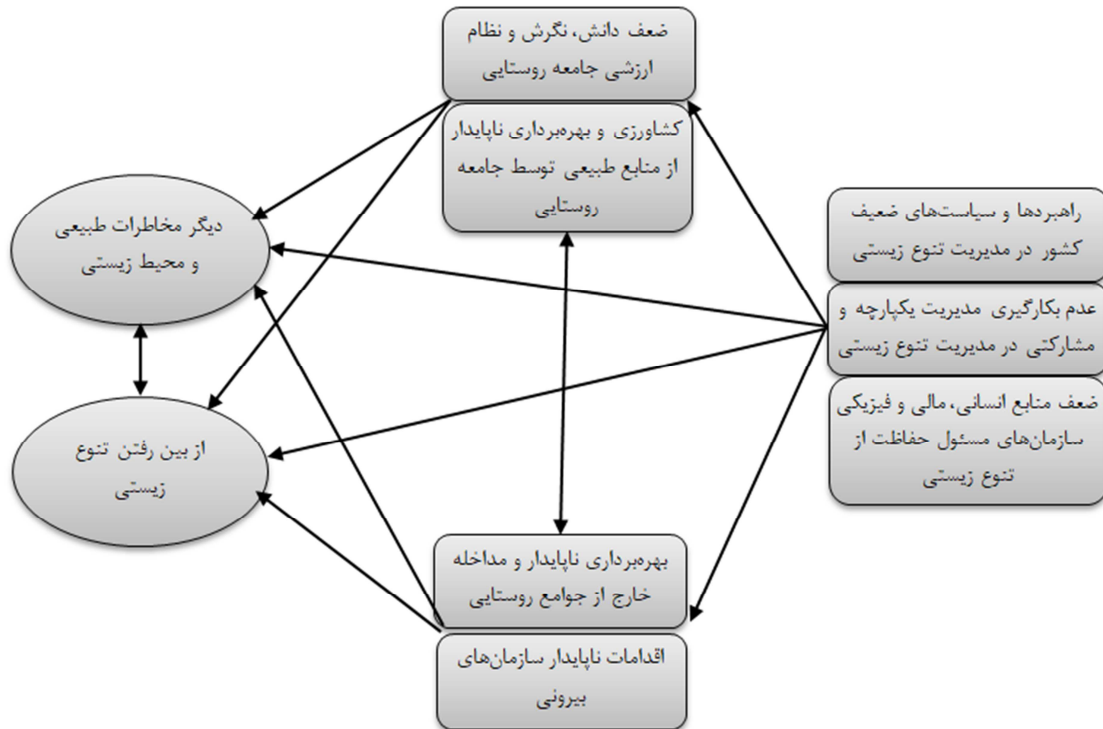 ضعف دانش، نگرش و نظام
ارزشی جامعه روستایی
کشاورزی و بهره‌برداری ناپایدار
از منابع طبیعی توسط جامعه
روستایی
راهبردها و سیاست‌های ضعیف
کشور در مدیریت تنوع زیستی
عدم بکارگیری مدیریت یکپارچه و
مشارکتی در مدیریت تنوع زیستی
ضعف منابع انسانی، مالی و فیزیکی
سازمان‌های مسئول حفاظت از
تنوع زیستی
دیگر مخاطرات طبیعی
و محیط زیستی
از بین رفتن تنوع
زیستی
بهره‌برداری ناپایدار و مداخله
خارج از جوامع روستایی
اقدامات ناپایدار سازمان‌های
بیرونی